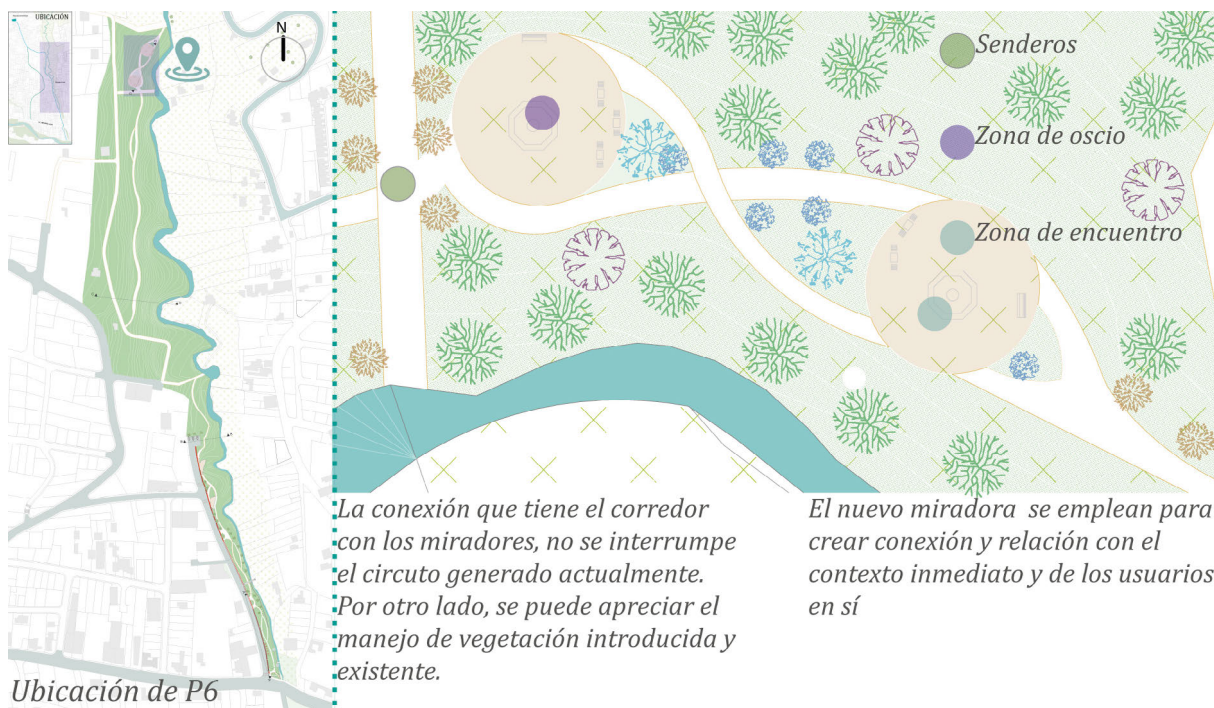 UBICACIÓN
N
Ubicación de P6
Senderos
Zona de oscio
Zona de encuentro
La conexión que tiene el corredor
con los miradores, no se interrumpe
el circuto generado actualmente.
Por otro lado, se puede apreciar el
manejo de vegetación introducida y
existente.
El nuevo miradora se emplean para
crear conexión y relación con el
contexto inmediato y de los usuarios
en sí